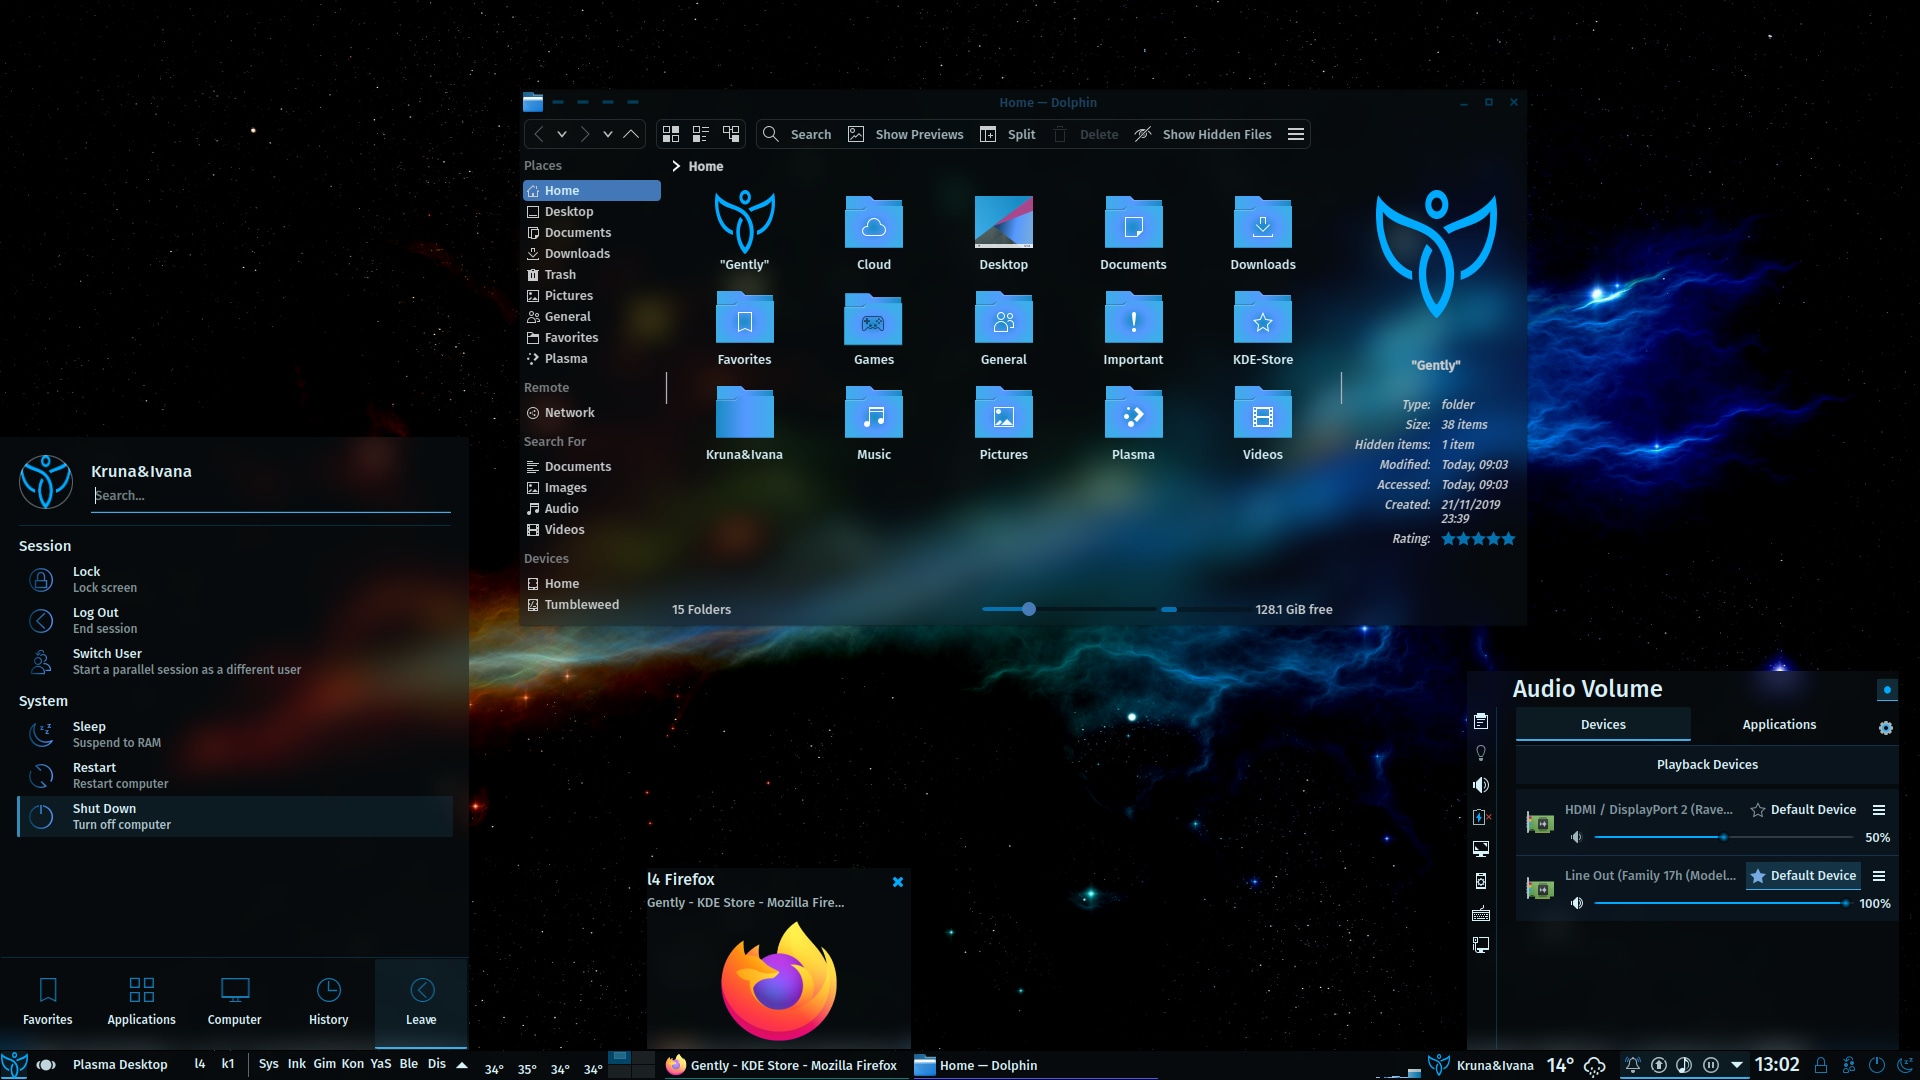 Home — Dolphin
Search Show Previews Split Delete Show Hidden Files
Places
Home
Desktop
Documents
Downloads
Trash
Pictures
General
Favorites
Plasma
Remote
Network
Search For
Documents
Images
Audio
Videos
Devices
Home
Tumbleweed
Home
"Gently" Cloud Desktop Documents Downloads
Favorites Games General Important KDE-Store
Kruna&Ivana Music Pictures Plasma Videos
15 Folders 128.1 GiB free
"Gently"
Type: folder
Size: 38 items
Hidden items: 1 item
Modified: Today, 09:03
Accessed: Today, 09:03
Created: 21/11/2019
23:39
Rating:
Kruna&Ivana
Search...
Session
Lock
Lock screen
Log Out
End session
Switch User
Start a parallel session as a different user
System
Sleep
Suspend to RAM
Restart
Restart computer
Shut Down
Turn off computer
Favorites Applications Computer History Leave
l4 Firefox
Gently - KDE Store - Mozilla Fire...
Audio Volume
Devices Applications
Playback Devices
HDMI / DisplayPort 2 (Rave... Default Device
50%
Line Out (Family 17h (Model... Default Device
100%
Plasma Desktop l4 k1 Sys Ink Gim Kon YaS Ble Dis 34° 35° 34° 34° Gently - KDE Store - Mozilla Firefox Home — Dolphin Kruna&Ivana 14° 13:02